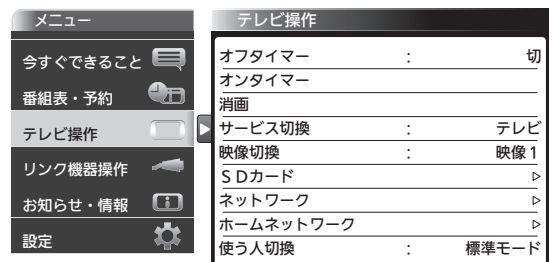 メニュー
今すぐできること
番組表・予約
テレビ操作
リンク機器操作
お知らせ・情報
設定
テレビ操作
オフタイマー : 切
オンタイマー
消画
サービス切換 : テレビ
映像切換 : 映像1
SDカード
ネットワーク
ホームネットワーク
使う人切換 : 標準モード